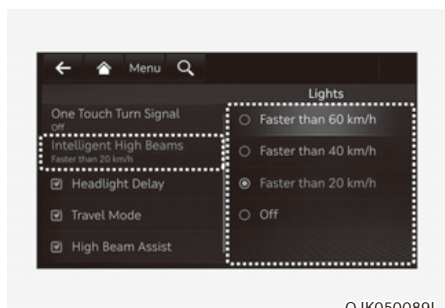 Menu
Lights
One Touch Turn Signal
Off
Intelligent High Beams
Faster than 20 km/h
Headlight Delay
Travel Mode
High Beam Assist
Faster than 60 km/h
Faster than 40 km/h
Faster than 20 km/h
Off
OJK050089L